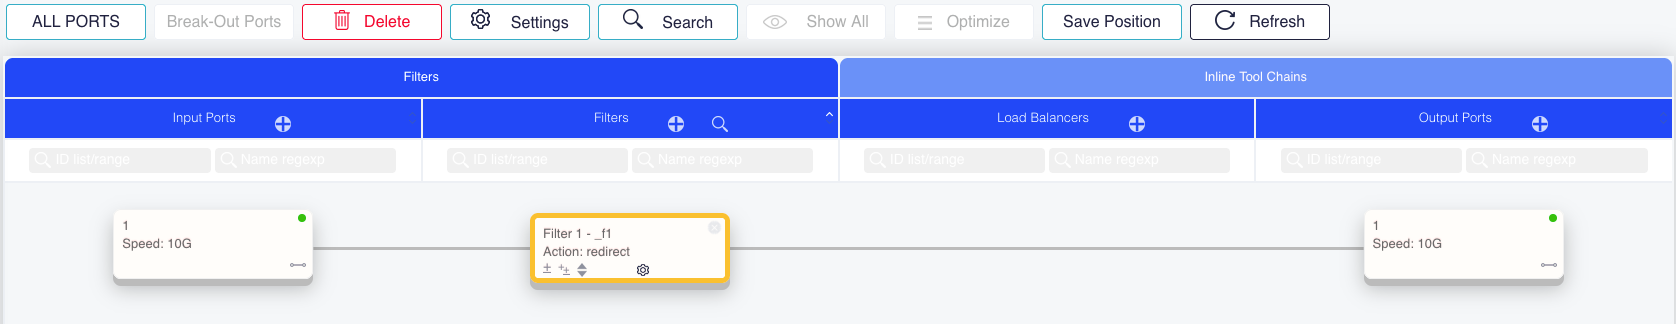 ALL PORTS Break-Out Ports Delete Settings Search Show All Optimize Save Position Refresh
Filters Inline Tool Chains
Input Ports Filters Load Balancers Output Ports
ID list/range Name regexp ID list/range Name regexp ID list/range Name regexp ID list/range Name regexp
1
Speed: 10G
Filter 1 - _f1
Action: redirect
1
Speed: 10G